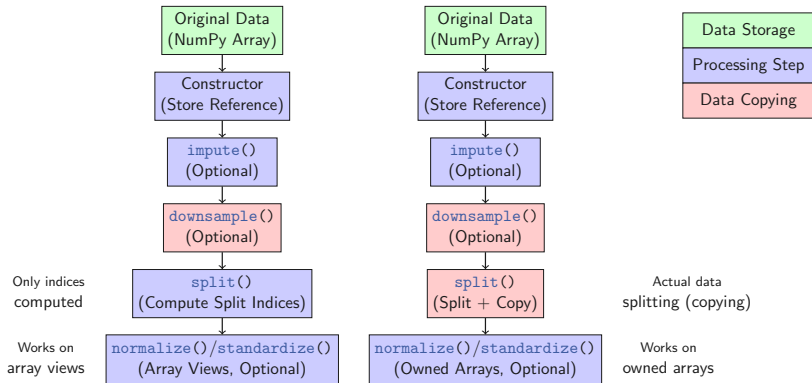 Original Data
(NumPy Array)
Constructor
(Store Reference)
impute()
(Optional)
downsample()
(Optional)
Only indices
computed
split()
(Compute Split Indices)
Works on
array views
normalize()/standardize()
(Array Views, Optional)
Original Data
(NumPy Array)
Constructor
(Store Reference)
impute()
(Optional)
downsample()
(Optional)
split()
(Split + Copy)
Actual data
splitting (copying)
normalize()/standardize()
(Owned Arrays, Optional)
Works on
owned arrays
Data Storage
Processing Step
Data Copying